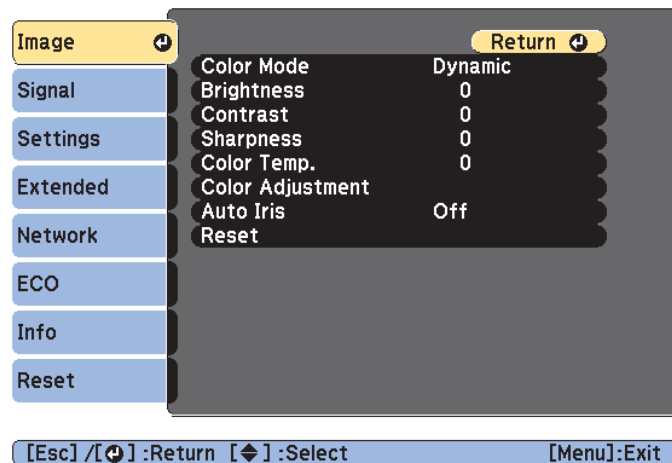 Image
Signal
Settings
Extended
Network
ECO
Info
Reset
Return
Color Mode Dynamic
Brightness 0
Contrast 0
Sharpness 0
Color Temp. 0
Color Adjustment
Auto Iris Off
Reset
[Esc] /[⏎] :Return [◆] :Select [Menu]:Exit